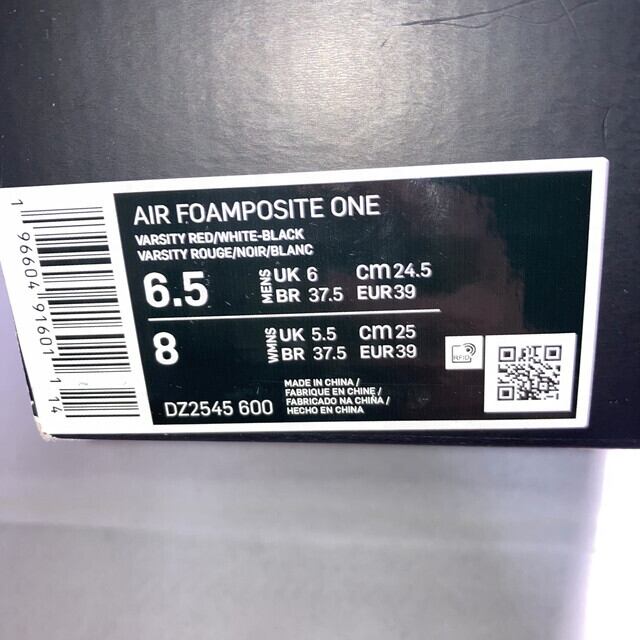 AIR FOAMPOSITE ONE
VARSITY RED/WHITE-BLACK
VARSITY ROUGE/NOIR/BLANC
6.5 MENS UK 6 cm 24.5
BR 37.5 EUR 39
8 WMNS UK 5.5 cm 25
BR 37.5 EUR 39
RFID
DZ2545 600
MADE IN CHINA /
FABRIQUE EN CHINE /
FABRICADO NA CHINA /
HECHO EN CHINA
1 96604 91601 1 14